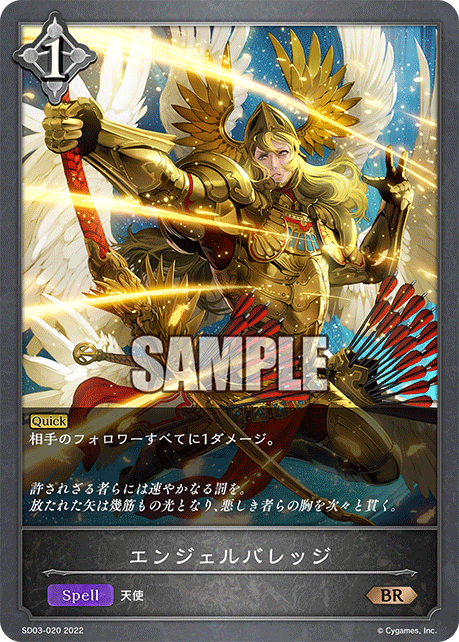 1
SAMPLE
Quick
相手のフォロワーすべてに1ダメージ。
許されざる者らには速やかなる罰を。
放たれた矢は幾筋もの光となり、悪しき者らの胸を次々と貫く。
エンジェルバレッジ
Spell 天使 BR
SD03-020 2022 © Cygames, Inc.